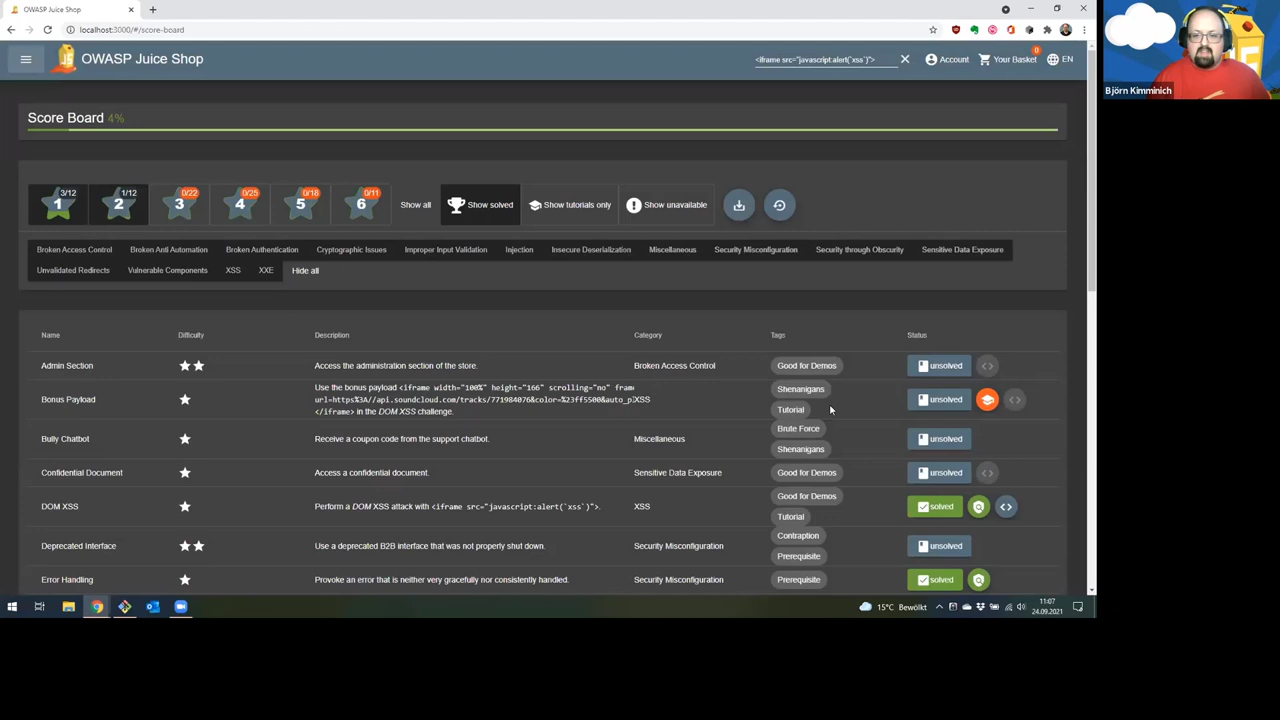 OWASP Juice Shop
localhost:3000/#/score-board
OWASP Juice Shop
<iframe src="javascript:alert(`xss`)">
Account
Your Basket
0
EN
Björn Kimminich
Score Board 4%
3/12
1/12
0/22
0/25
0/18
0/11
1
2
3
4
5
6
Show all
Show solved
Show tutorials only
Show unavailable
Broken Access Control
Broken Anti Automation
Broken Authentication
Cryptographic Issues
Improper Input Validation
Injection
Insecure Deserialization
Miscellaneous
Security Misconfiguration
Security through Obscurity
Sensitive Data Exposure
Unvalidated Redirects
Vulnerable Components
XSS
XXE
Hide all
Name
Difficulty
Description
Category
Tags
Status
Admin Section
Access the administration section of the store.
Broken Access Control
Good for Demos
unsolved
Bonus Payload
Use the bonus payload <iframe width="100%" height="166" scrolling="no" frame
url=https%3A//api.soundcloud.com/tracks/771984076&color=%23ff5500&auto_pl
</iframe> in the DOM XSS challenge.
XSS
Shenanigans
Tutorial
unsolved
Bully Chatbot
Receive a coupon code from the support chatbot.
Miscellaneous
Brute Force
Shenanigans
unsolved
Confidential Document
Access a confidential document.
Sensitive Data Exposure
Good for Demos
unsolved
DOM XSS
Perform a DOM XSS attack with <iframe src="javascript:alert(`xss`)">.
XSS
Good for Demos
Tutorial
solved
Deprecated Interface
Use a deprecated B2B interface that was not properly shut down.
Security Misconfiguration
Contraption
Prerequisite
unsolved
Error Handling
Provoke an error that is neither very gracefully nor consistently handled.
Security Misconfiguration
Prerequisite
solved
15°C Bewölkt
11:07
24.09.2021